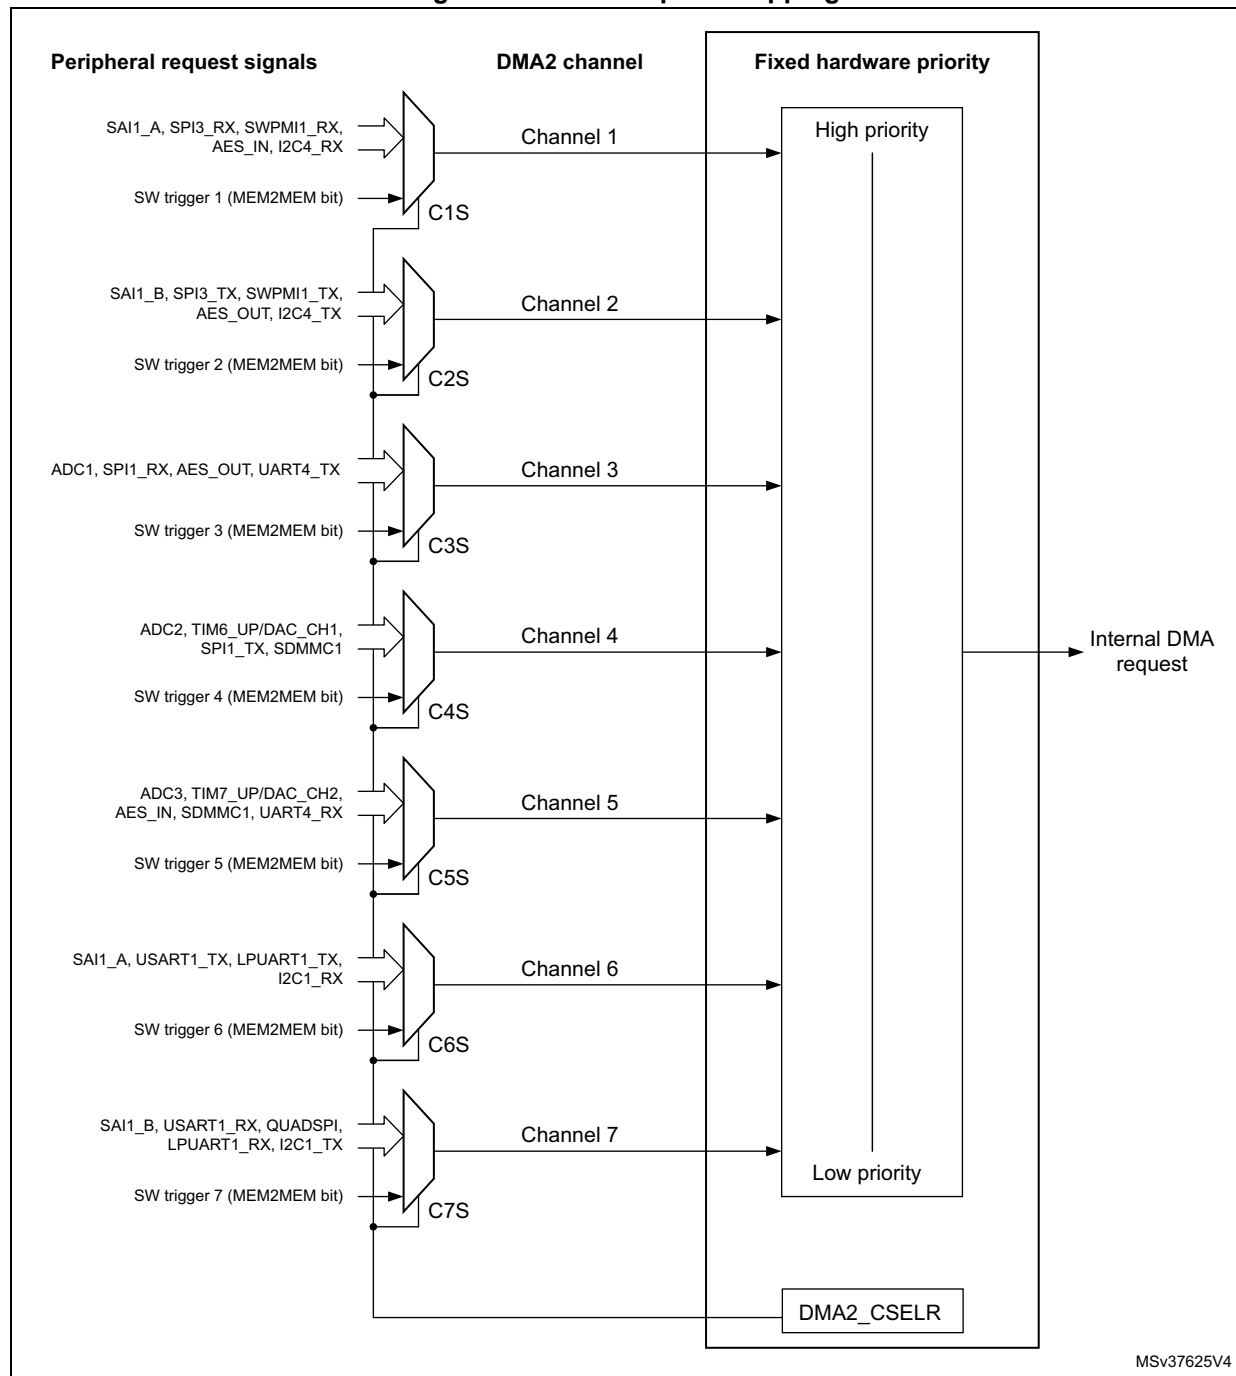 Peripheral request signals
DMA2 channel
Fixed hardware priority
SAI1_A, SPI3_RX, SWPMI1_RX,
AES_IN, I2C4_RX
Channel 1
High priority
SW trigger 1 (MEM2MEM bit)
C1S
SAI1_B, SPI3_TX, SWPMI1_TX,
AES_OUT, I2C4_TX
Channel 2
SW trigger 2 (MEM2MEM bit)
C2S
ADC1, SPI1_RX, AES_OUT, UART4_TX
Channel 3
SW trigger 3 (MEM2MEM bit)
C3S
ADC2, TIM6_UP/DAC_CH1,
SPI1_TX, SDMMC1
Channel 4
Internal DMA
request
SW trigger 4 (MEM2MEM bit)
C4S
ADC3, TIM7_UP/DAC_CH2,
AES_IN, SDMMC1, UART4_RX
Channel 5
SW trigger 5 (MEM2MEM bit)
C5S
SAI1_A, USART1_TX, LPUART1_TX,
I2C1_RX
Channel 6
SW trigger 6 (MEM2MEM bit)
C6S
SAI1_B, USART1_RX, QUADSPI,
LPUART1_RX, I2C1_TX
Channel 7
Low priority
SW trigger 7 (MEM2MEM bit)
C7S
DMA2_CSELR
MSv37625V4